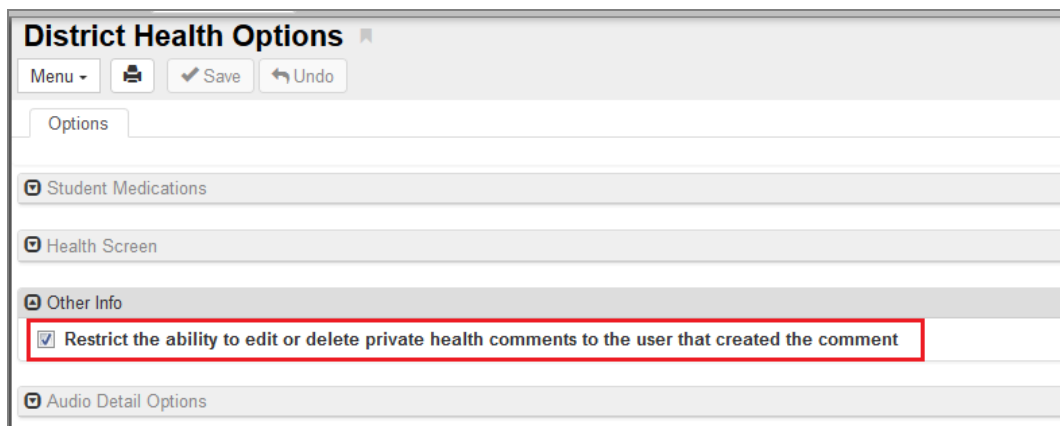 District Health Options
Menu Save Undo
Options
Student Medications
Health Screen
Other Info
Restrict the ability to edit or delete private health comments to the user that created the comment
Audio Detail Options